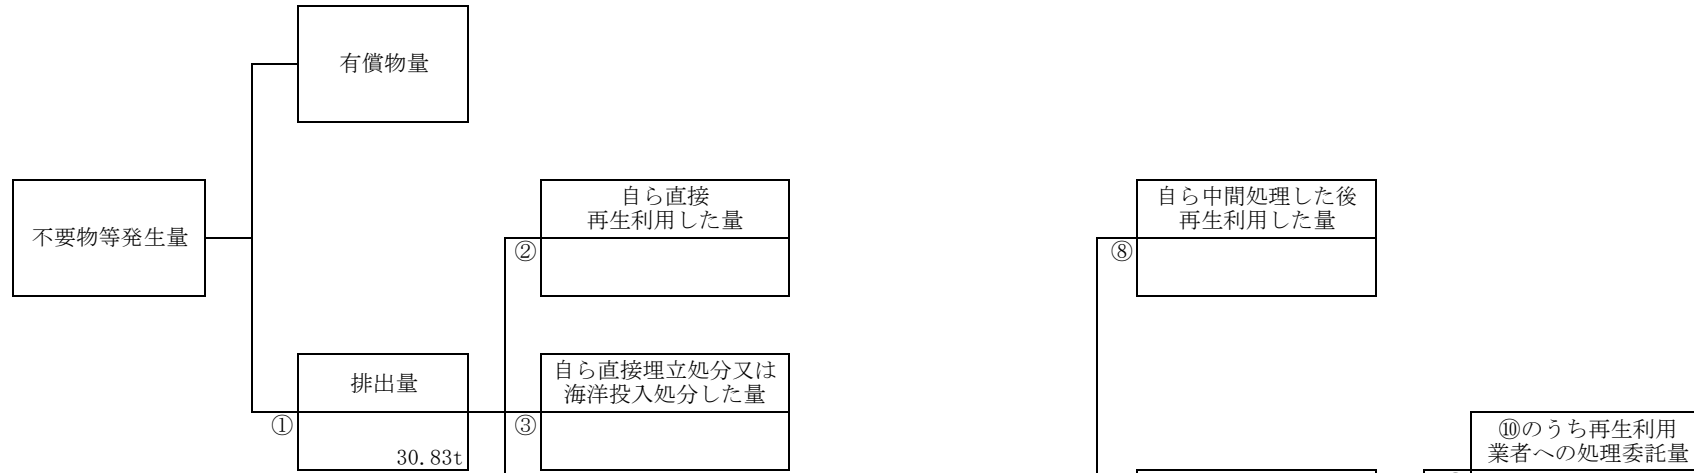 有償物量
不要物等発生量
自ら直接
再生利用した量
②
自ら中間処理した後
再生利用した量
⑧
排出量
①
30.83t
自ら直接埋立処分又は
海洋投入処分した量
③
⑩のうち再生利用
業者への処理委託量